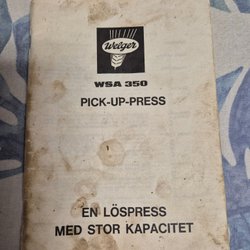 Welger
WSA 350
PICK-UP-PRESS
EN LÖSPRESS
MED STOR KAPACITET